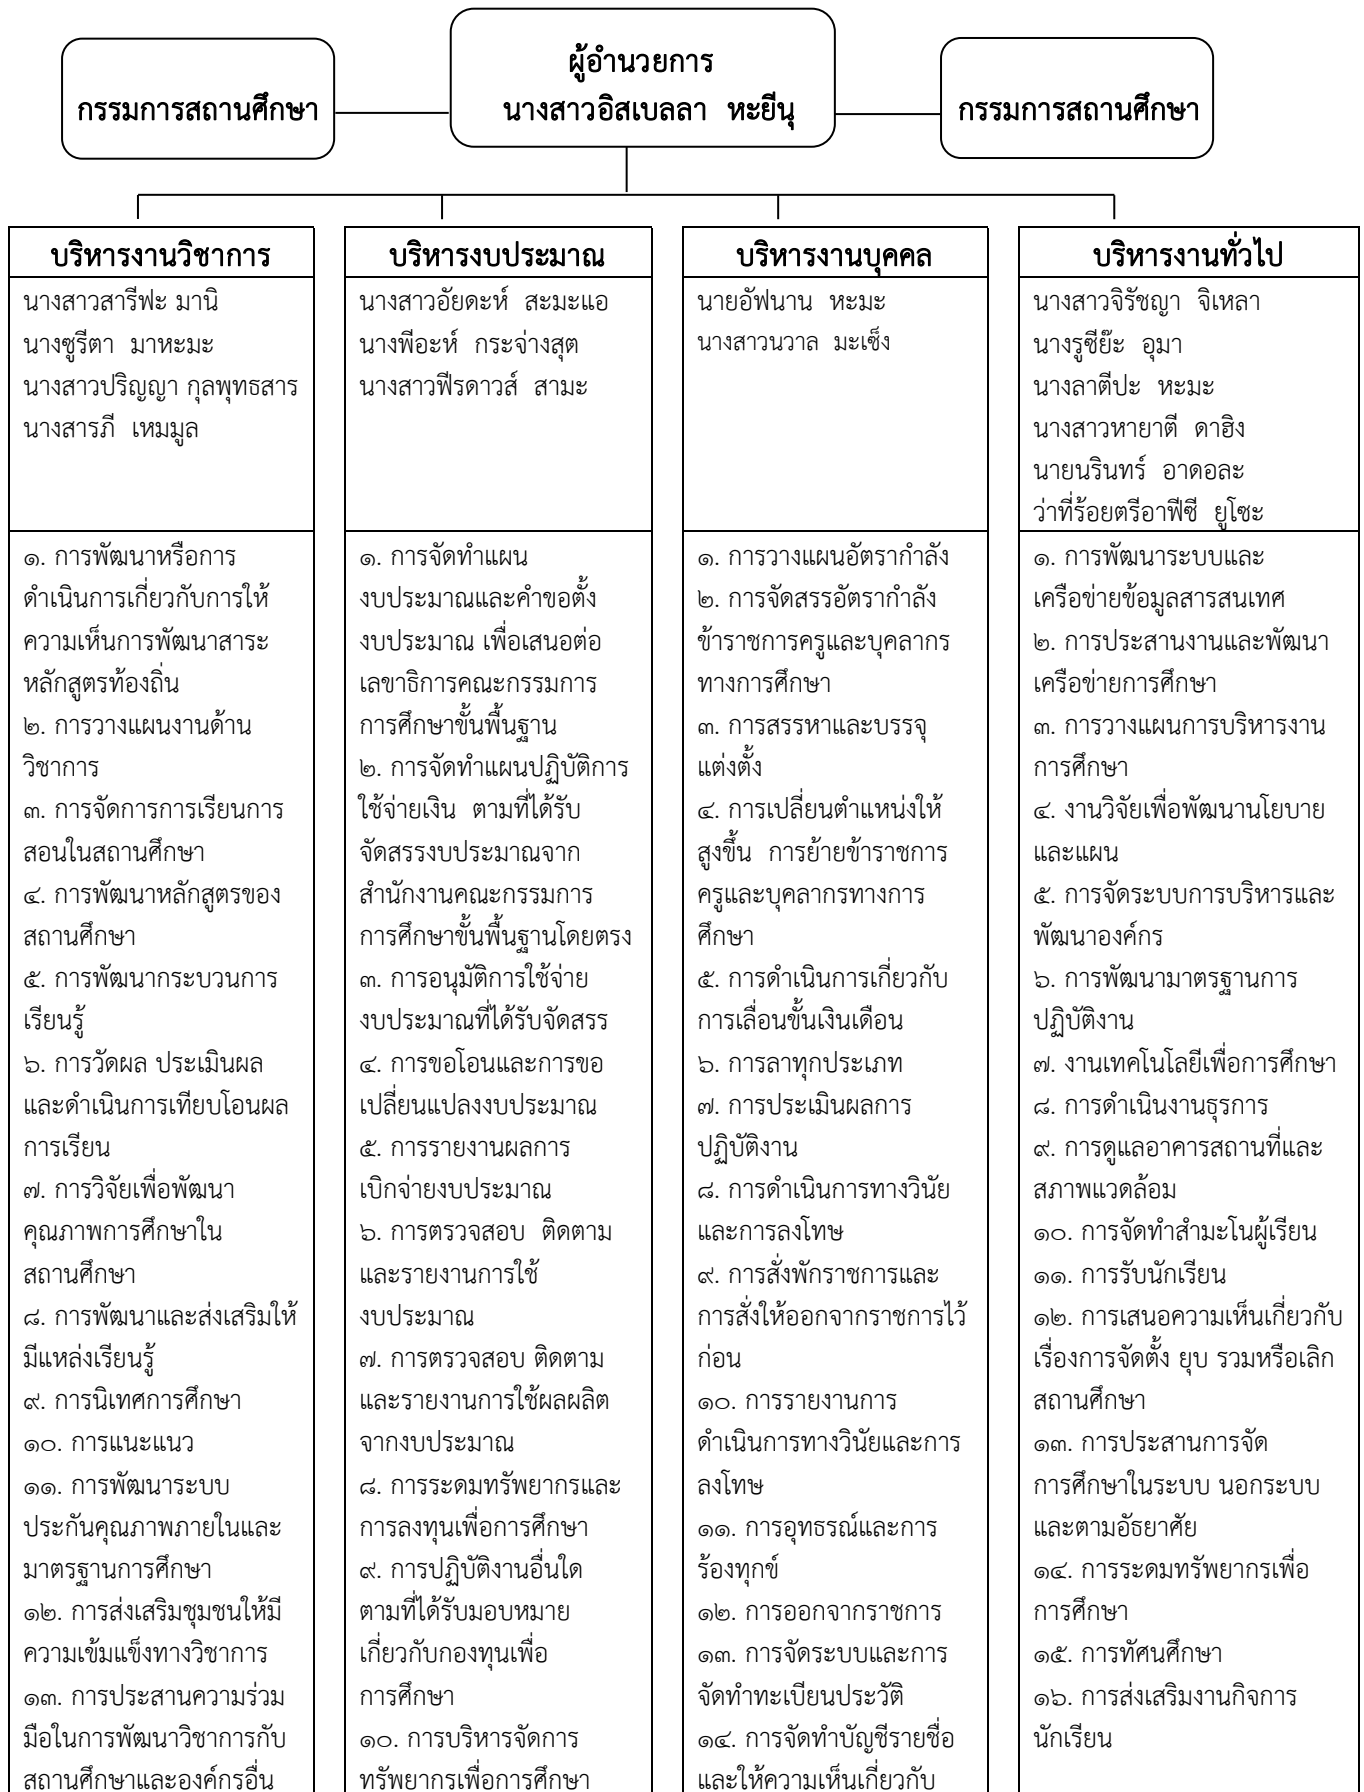 ผู้อำนวยการ
นางสาวอิสเบลลา หะยีนุ
กรรมการสถานศึกษา
กรรมการสถานศึกษา
บริหารงานวิชาการ
นางสาวสารีฟะ มานิ
นางซูรีตา มาหะมะ
นางสาวปริญญา กุลพุทธสาร
นางสารภี เหมมูล
๑. การพัฒนาหรือการ
ดำเนินการเกี่ยวกับการให้
ความเห็นการพัฒนาสาระ
หลักสูตรท้องถิ่น
๒. การวางแผนงานด้าน
วิชาการ
๓. การจัดการการเรียนการ
สอนในสถานศึกษา
๔. การพัฒนาหลักสูตรของ
สถานศึกษา
๕. การพัฒนากระบวนการ
เรียนรู้
๖. การวัดผล ประเมินผล
และดำเนินการเทียบโอนผล
การเรียน
๗. การวิจัยเพื่อพัฒนา
คุณภาพการศึกษาใน
สถานศึกษา
๘. การพัฒนาและส่งเสริมให้
มีแหล่งเรียนรู้
๙. การนิเทศการศึกษา
๑๐. การแนะแนว
๑๑. การพัฒนาระบบ
ประกันคุณภาพภายในและ
มาตรฐานการศึกษา
๑๒. การส่งเสริมชุมชนให้มี
ความเข้มแข็งทางวิชาการ
๑๓. การประสานความร่วม
มือในการพัฒนาวิชาการกับ
สถานศึกษาและองค์กรอื่น
บริหารงบประมาณ
นางสาวอัยดะห์ สะมะแอ
นางพีอะห์ กระจ่างสุต
นางสาวฟีรดาวส์ สามะ
๑. การจัดทำแผน
งบประมาณและคำขอตั้ง
งบประมาณ เพื่อเสนอต่อ
เลขาธิการคณะกรรมการ
การศึกษาขั้นพื้นฐาน
๒. การจัดทำแผนปฏิบัติการ
ใช้จ่ายเงิน ตามที่ได้รับ
จัดสรรงบประมาณจาก
สำนักงานคณะกรรมการ
การศึกษาขั้นพื้นฐานโดยตรง
๓. การอนุมัติการใช้จ่าย
งบประมาณที่ได้รับจัดสรร
๔. การขอโอนและการขอ
เปลี่ยนแปลงงบประมาณ
๕. การรายงานผลการ
เบิกจ่ายงบประมาณ
๖. การตรวจสอบ ติดตาม
และรายงานการใช้
งบประมาณ
๗. การตรวจสอบ ติดตาม
และรายงานการใช้ผลผลิต
จากงบประมาณ
๘. การระดมทรัพยากรและ
การลงทุนเพื่อการศึกษา
๙. การปฏิบัติงานอื่นใด
ตามที่ได้รับมอบหมาย
เกี่ยวกับกองทุนเพื่อ
การศึกษา
๑๐. การบริหารจัดการ
ทรัพยากรเพื่อการศึกษา
บริหารงานบุคคล
นายอัฟนาน หะมะ
นางสาวนวาล มะเซ็ง
๑. การวางแผนอัตรากำลัง
๒. การจัดสรรอัตรากำลัง
ข้าราชการครูและบุคลากร
ทางการศึกษา
๓. การสรรหาและบรรจุ
แต่งตั้ง
๔. การเปลี่ยนตำแหน่งให้
สูงขึ้น การย้ายข้าราชการ
ครูและบุคลากรทางการ
ศึกษา
๕. การดำเนินการเกี่ยวกับ
การเลื่อนขั้นเงินเดือน
๖. การลาทุกประเภท
๗. การประเมินผลการ
ปฏิบัติงาน
๘. การดำเนินการทางวินัย
และการลงโทษ
๙. การสั่งพักราชการและ
การสั่งให้ออกจากราชการไว้
ก่อน
๑๐. การรายงานการ
ดำเนินการทางวินัยและการ
ลงโทษ
๑๑. การอุทธรณ์และการ
ร้องทุกข์
๑๒. การออกจากราชการ
๑๓. การจัดระบบและการ
จัดทำทะเบียนประวัติ
๑๔. การจัดทำบัญชีรายชื่อ
และให้ความเห็นเกี่ยวกับ
บริหารงานทั่วไป
นางสาวจิรัชญา จิเหลา
นางรูซีย๊ะ อุมา
นางลาตีปะ หะมะ
นางสาวหายาตี ดาฮิง
นายนรินทร์ อาดอละ
ว่าที่ร้อยตรีอาฟีซี ยูโซะ
๑. การพัฒนาระบบและ
เครือข่ายข้อมูลสารสนเทศ
๒. การประสานงานและพัฒนา
เครือข่ายการศึกษา
๓. การวางแผนการบริหารงาน
การศึกษา
๔. งานวิจัยเพื่อพัฒนานโยบาย
และแผน
๕. การจัดระบบการบริหารและ
พัฒนาองค์กร
๖. การพัฒนามาตรฐานการ
ปฏิบัติงาน
๗. งานเทคโนโลยีเพื่อการศึกษา
๘. การดำเนินงานธุรการ
๙. การดูแลอาคารสถานที่และ
สภาพแวดล้อม
๑๐. การจัดทำสำมะโนผู้เรียน
๑๑. การรับนักเรียน
๑๒. การเสนอความเห็นเกี่ยวกับ
เรื่องการจัดตั้ง ยุบ รวมหรือเลิก
สถานศึกษา
๑๓. การประสานการจัด
การศึกษาในระบบ นอกระบบ
และตามอัธยาศัย
๑๔. การระดมทรัพยากรเพื่อ
การศึกษา
๑๕. การทัศนศึกษา
๑๖. การส่งเสริมงานกิจการ
นักเรียน